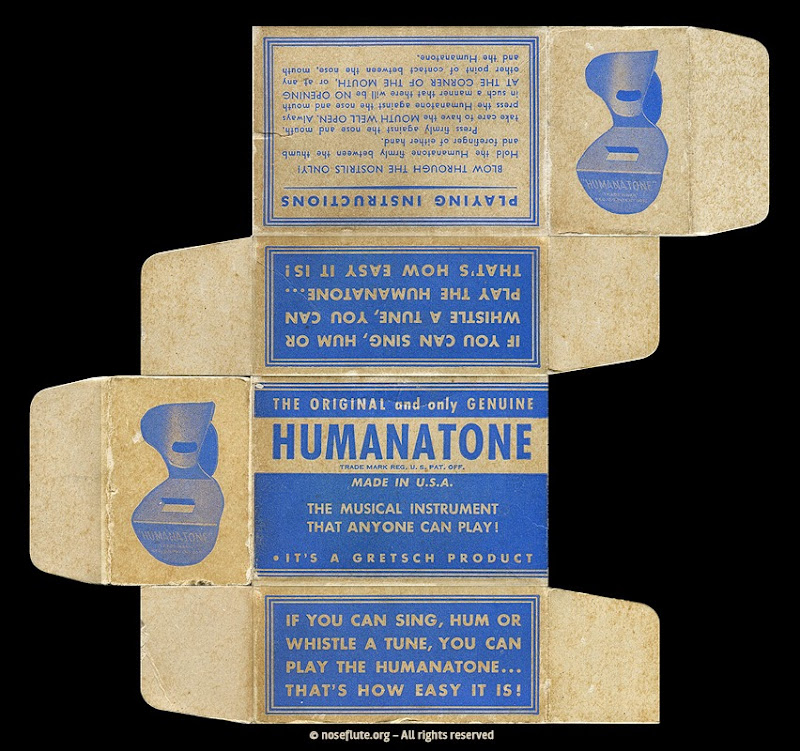 PLAYING INSTRUCTIONS
BLOW THROUGH THE NOSTRILS ONLY!
Hold the Humanatone firmly between the thumb
and forefinger of either hand.
Press firmly against the nose and mouth,
take care to have the MOUTH WELL OPEN. Always
press the Humanatone against the nose and mouth
in such a manner that there will be NO OPENING
AT THE CORNER OF THE MOUTH, or at any
other point of contact between the nose, mouth
and the Humanatone.
"HUMANATONE"
IF YOU CAN SING, HUM OR
WHISTLE A TUNE, YOU CAN
PLAY THE HUMANATONE...
THAT'S HOW EASY IT IS!
"HUMANATONE"
THE ORIGINAL and only GENUINE
HUMANATONE
TRADE MARK REG. U. S. PAT. OFF.
MADE IN U.S.A.
THE MUSICAL INSTRUMENT
THAT ANYONE CAN PLAY!
•IT'S A GRETSCH PRODUCT
IF YOU CAN SING, HUM OR
WHISTLE A TUNE, YOU CAN
PLAY THE HUMANATONE...
THAT'S HOW EASY IT IS!
© noseflute.org – All rights reserved